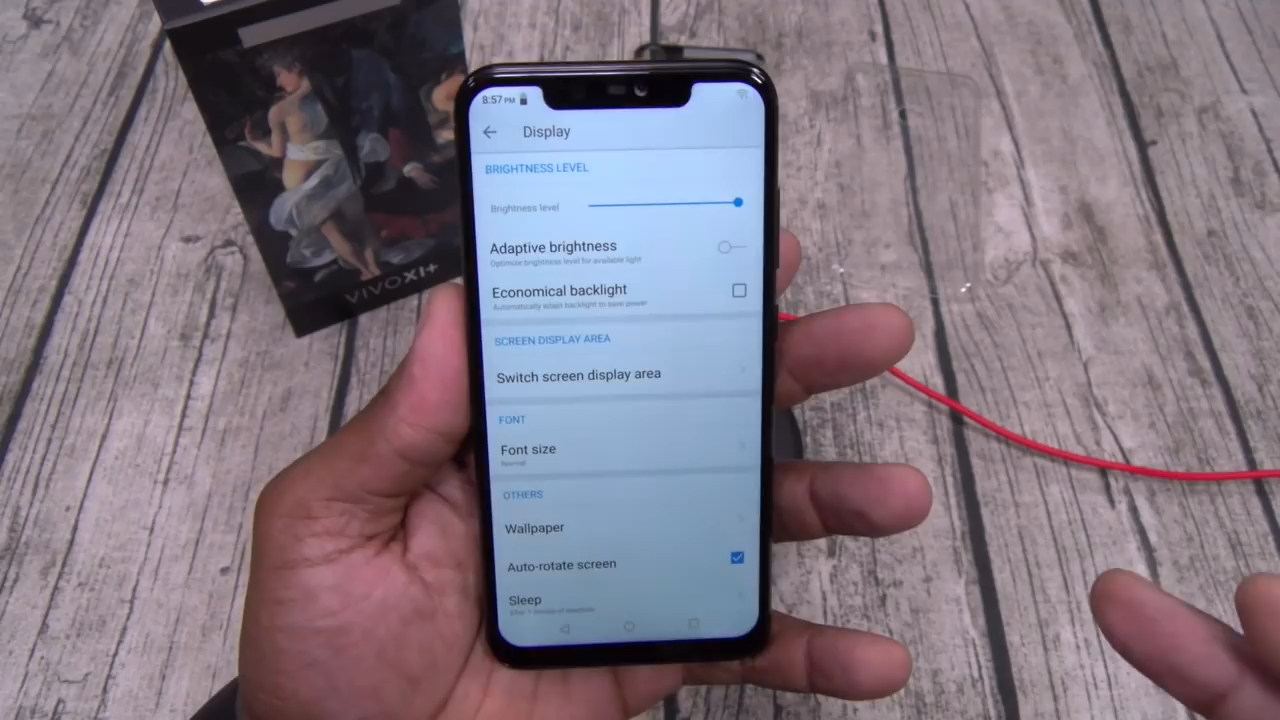 8:57 PM
Display
BRIGHTNESS LEVEL
Brightness level
Adaptive brightness
Optimize brightness level for available light
Economical backlight
Automatically adapt backlight to save power
SCREEN DISPLAY AREA
Switch screen display area
FONT
Font size
Normal
OTHERS
Wallpaper
Auto-rotate screen
Sleep
VIVO XI+